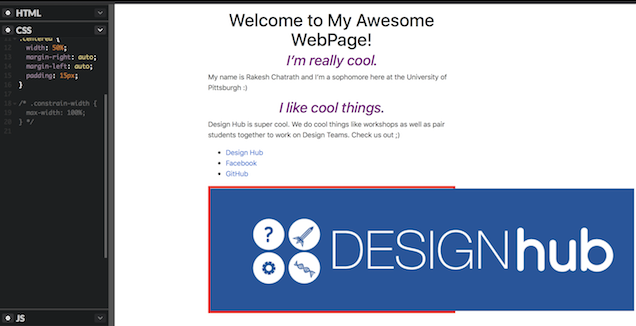 HTML
CSS
.centered {
width: 50%;
margin-right: auto;
margin-left: auto;
padding: 15px;
}
/* .constrain-width {
max-width: 100%;
} */
JS
Welcome to My Awesome
WebPage!
I'm really cool.
My name is Rakesh Chatrath and I'm a sophomore here at the University of
Pittsburgh :)
I like cool things.
Design Hub is super cool. We do cool things like workshops as well as pair
students together to work on Design Teams. Check us out ;)
Design Hub
Facebook
GitHub
?
DESIGNhub